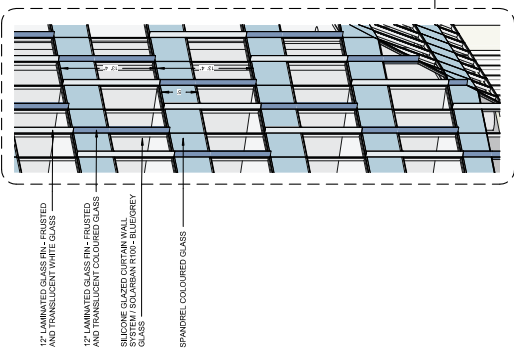 12" LAMINATED GLASS FIN - FRUSTED
AND TRANSLUCENT WHITE GLASS
12" LAMINATED GLASS FIN - FRUSTED
AND TRANSLUCENT COLOURED GLASS
SILICONE GLAZED CURTAIN WALL
SYSTEM / SOLARBAN R100 - BLUE/GREY
GLASS
SPANDREL COLOURED GLASS